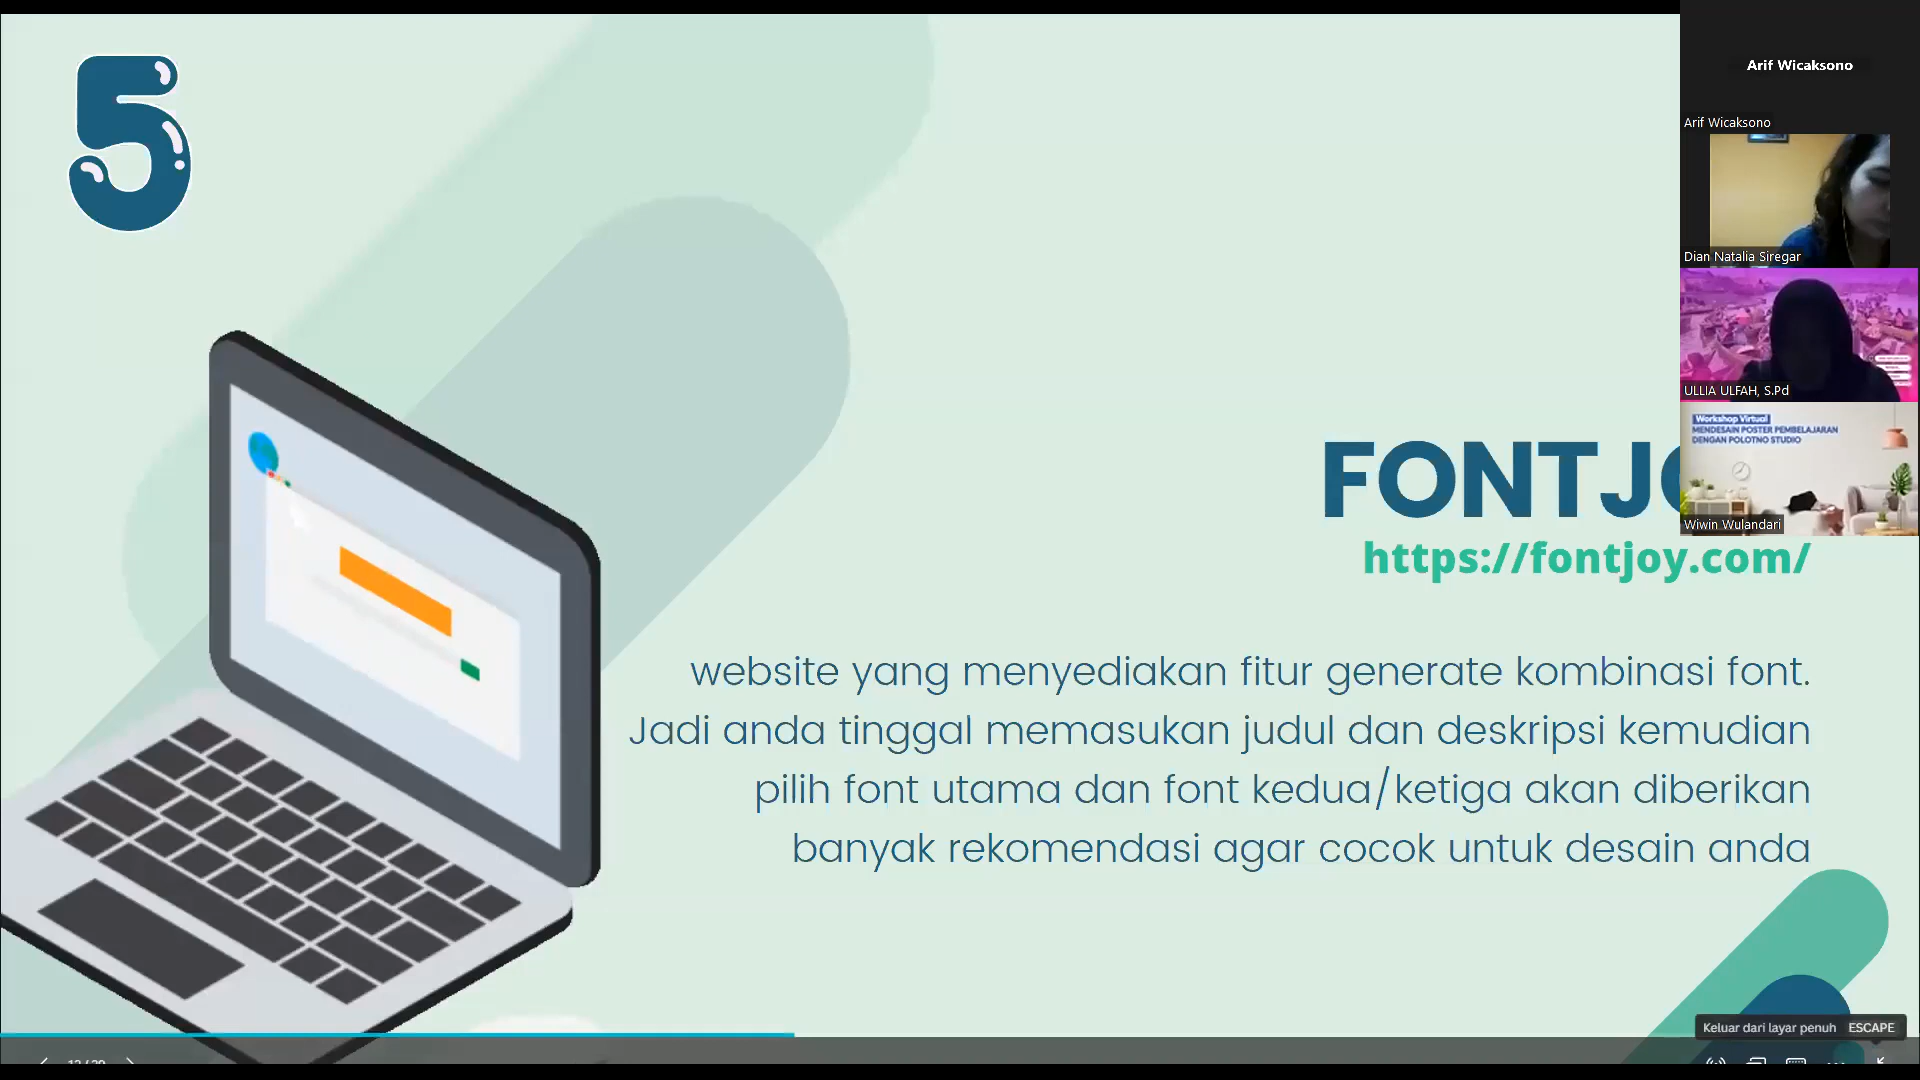 5
Arif Wicaksono
Arif Wicaksono
Dian Natalia Siregar
ULLIA ULFAH, S.Pd
Workshop Virtual
MENDESAIN POSTER PEMBELAJARAN
DENGAN POLOTNO STUDIO
Wiwin Wulandari
FONTJO
https://fontjoy.com/
website yang menyediakan fitur generate kombinasi font.
Jadi anda tinggal memasukan judul dan deskripsi kemudian
pilih font utama dan font kedua/ketiga akan diberikan
banyak rekomendasi agar cocok untuk desain anda
Keluar dari layar penuh ESCAPE